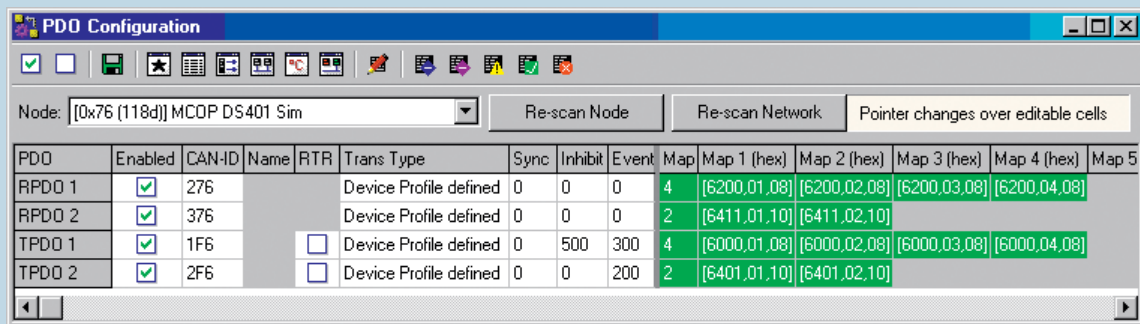 PDO Configuration
Node: [0x76 (118d)] MCOP DS401 Sim Re-scan Node Re-scan Network Pointer changes over editable cells
PDO Enabled CAN-ID Name RTR Trans Type Sync Inhibit Event Map Map 1 (hex) Map 2 (hex) Map 3 (hex) Map 4 (hex) Map 5
RPDO 1 276 Device Profile defined 0 0 0 4 [6200,01,08] [6200,02,08] [6200,03,08] [6200,04,08]
RPDO 2 376 Device Profile defined 0 0 0 2 [6411,01,10] [6411,02,10]
TPDO 1 1F6 Device Profile defined 0 500 300 4 [6000,01,08] [6000,02,08] [6000,03,08] [6000,04,08]
TPDO 2 2F6 Device Profile defined 0 0 200 2 [6401,01,10] [6401,02,10]